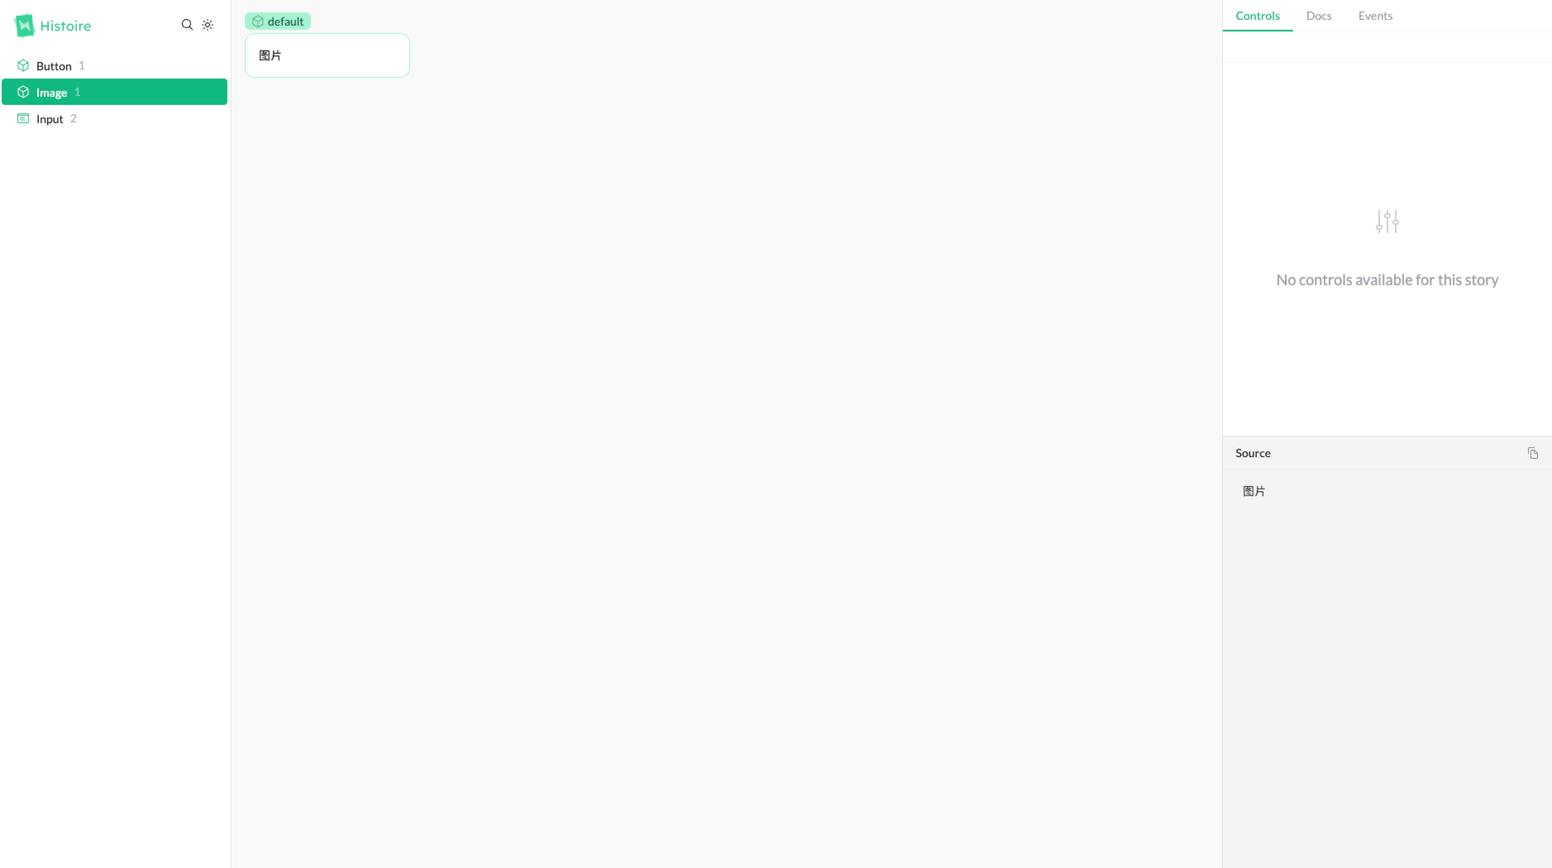 Histoire
Button 1
Image 1
Input 2
default
图片
Controls Docs Events
No controls available for this story
Source
图片